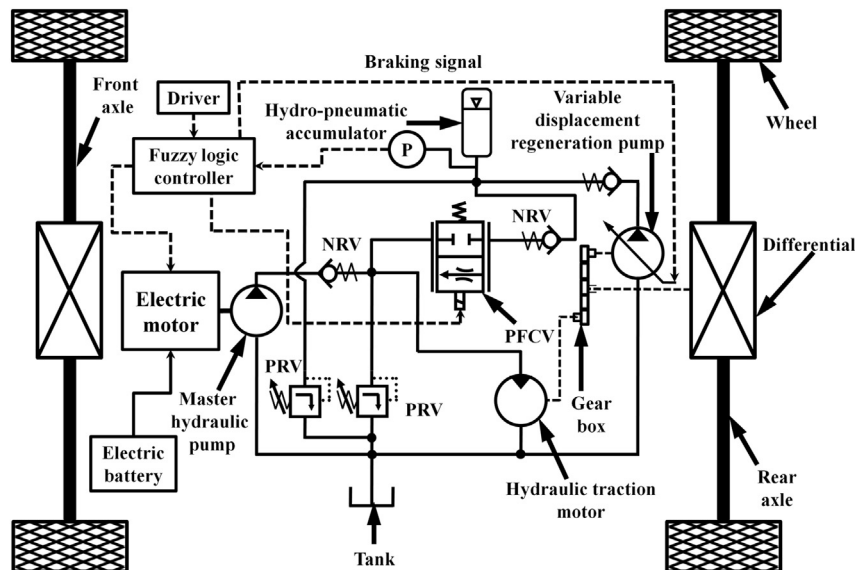 Braking signal
Front
axle
Driver
Hydro-pneumatic
accumulator
Variable
displacement
regeneration pump
Wheel
Fuzzy logic
controller
P
NRV
NRV
Differential
Electric
motor
PFCV
PRV
PRV
Master
hydraulic
pump
Gear
box
Electric
battery
Hydraulic traction
motor
Rear
axle
Tank